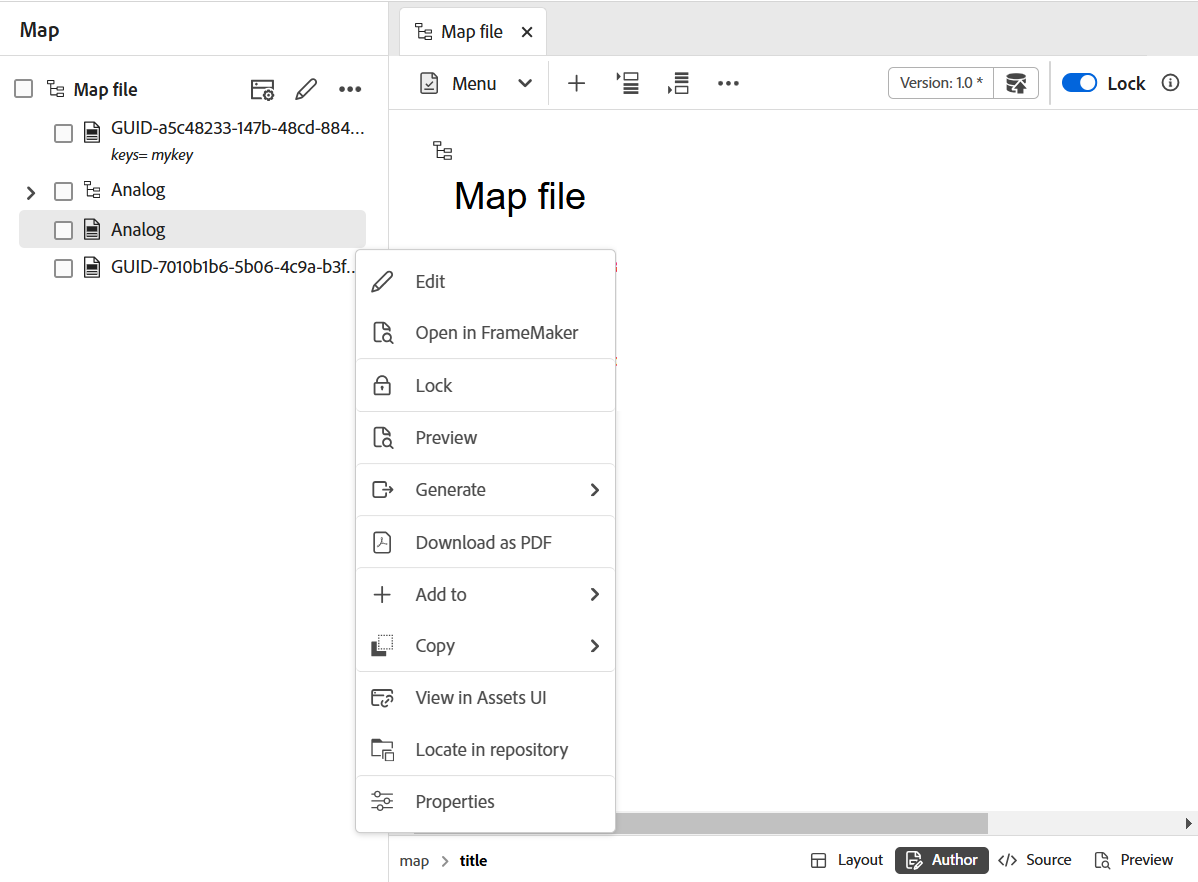 Map
Map file
Map file
GUID-a5c48233-147b-48cd-884...
keys= mykey
Analog
Analog
GUID-7010b1b6-5b06-4c9a-b3f...
Menu
Version: 1.0 *
Lock
Map file
Edit
Open in FrameMaker
Lock
Preview
Generate
Download as PDF
Add to
Copy
View in Assets UI
Locate in repository
Properties
map > title
Layout
Author
</> Source
Preview